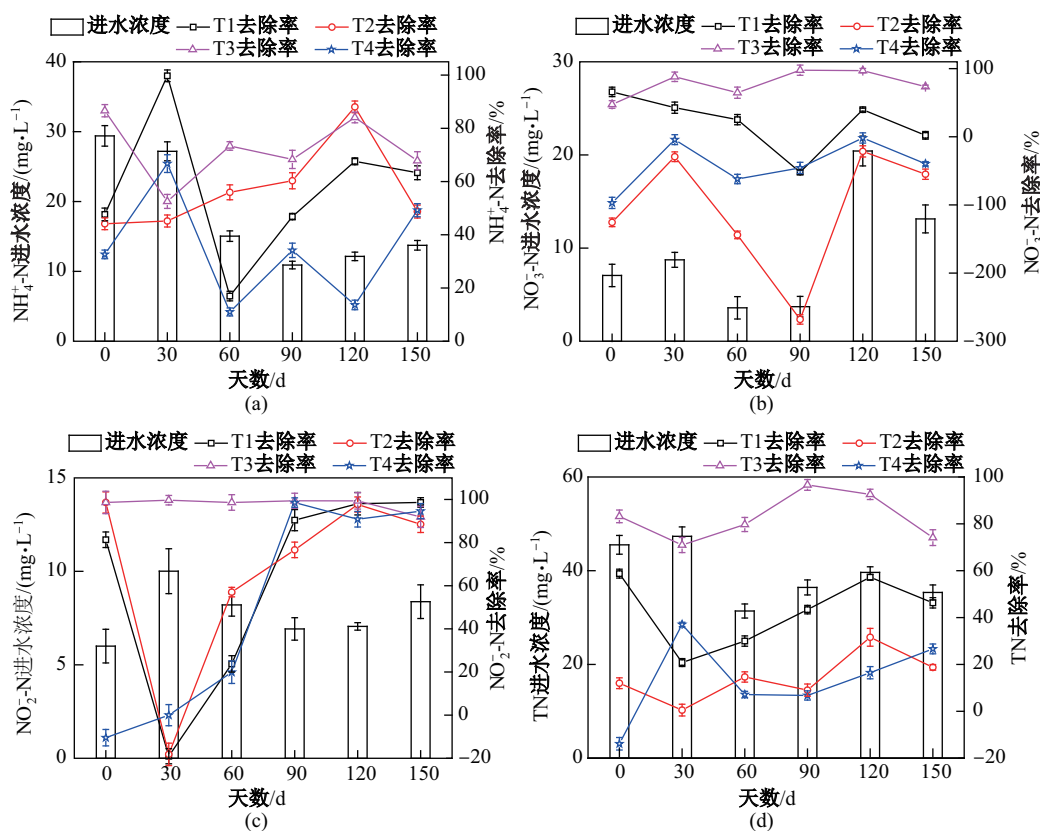 进水浓度 T1去除率 T2去除率
T3去除率 T4去除率
NH₄⁺-N进水浓度/(mg•L⁻¹)
40
30
20
10
0
NH₄⁺-N去除率/%
100
80
60
40
20
0
0 30 60 90 120 150
天数/d
(a)
进水浓度 T1去除率 T2去除率
T3去除率 T4去除率
NO₃⁻-N进水浓度/(mg•L⁻¹)
30
20
10
0
NO₃⁻-N去除率/%
100
0
−100
−200
−300
0 30 60 90 120 150
天数/d
(b)
进水浓度 T1去除率 T2去除率
T3去除率 T4去除率
NO₂⁻-N进水浓度/(mg•L⁻¹)
15
10
5
0
NO₂⁻-N去除率/%
100
80
60
40
20
0
−20
0 30 60 90 120 150
天数/d
(c)
进水浓度 T1去除率 T2去除率
T3去除率 T4去除率
TN进水浓度/(mg•L⁻¹)
60
40
20
0
TN去除率/%
100
80
60
40
20
0
−20
0 30 60 90 120 150
天数/d
(d)